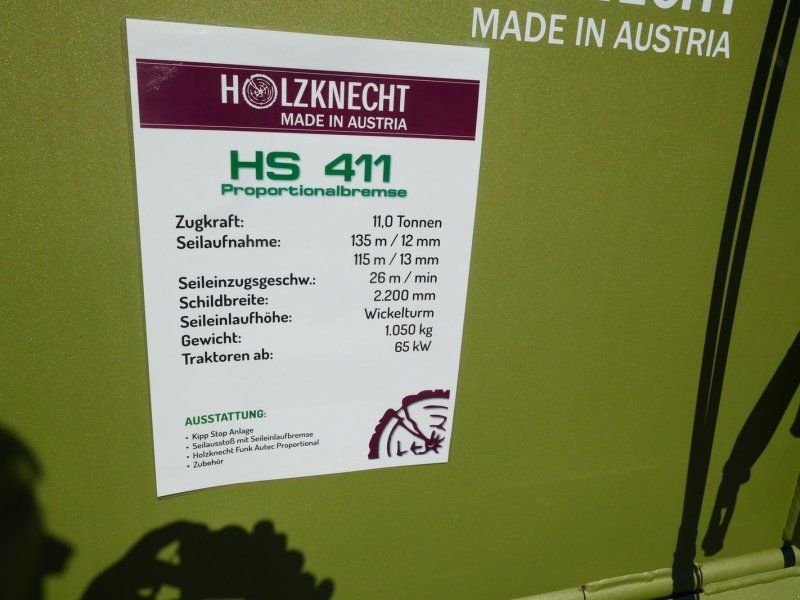 MADE IN AUSTRIA
HOLZKNECHT
MADE IN AUSTRIA
HS 411
Proportionalbremse
Zugkraft: 11,0 Tonnen
Seilaufnahme: 135 m / 12 mm
115 m / 13 mm
Seileinzugsgeschw.: 26 m / min
Schildbreite: 2.200 mm
Seileinlaufhöhe: Wickelturm
Gewicht: 1.050 kg
Traktoren ab: 65 kW
AUSSTATTUNG:
• Kipp Stop Anlage
• Seilausstoß mit Seileinlaufbremse
• Holzknecht Funk Autec Proportional
• Zubehör